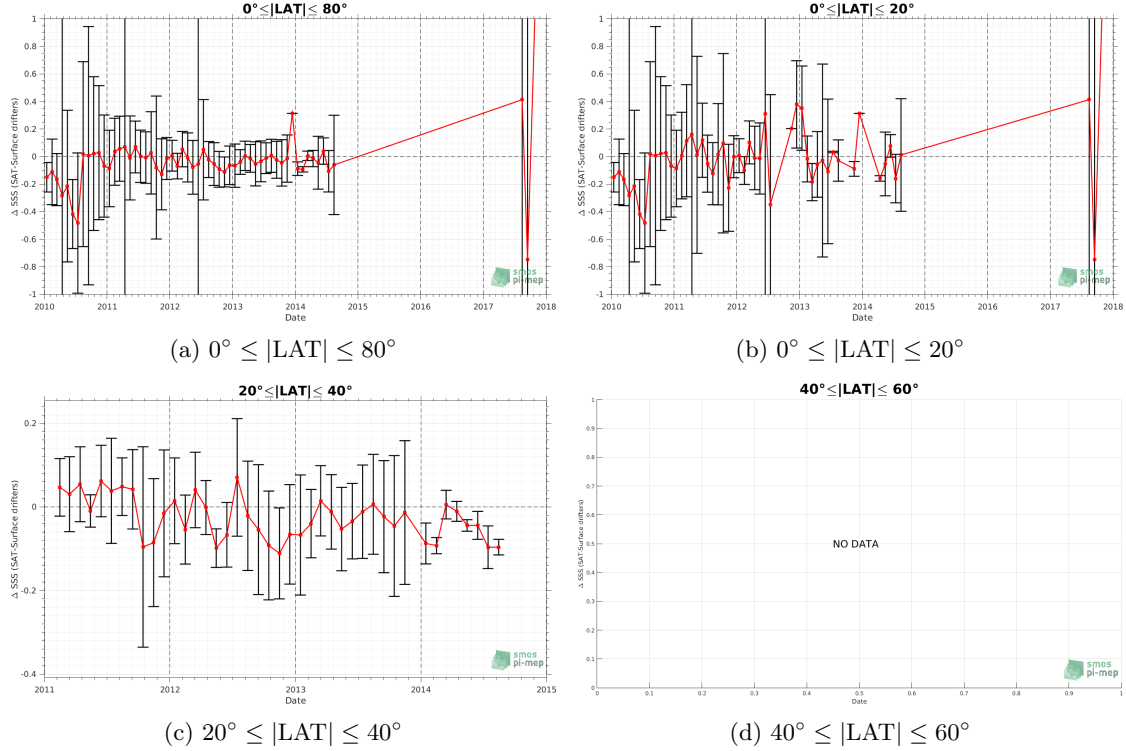 0°≤|LAT|≤ 80°
Δ SSS (SAT-Surface drifters)
1
0.8
0.6
0.4
0.2
0
-0.2
-0.4
-0.6
-0.8
-1
2010 2011 2012 2013 2014 2015 2016 2017 2018
Date
smos
pi-mep
(a) 0° ≤ |LAT| ≤ 80°
0°≤|LAT|≤ 20°
Δ SSS (SAT-Surface drifters)
1
0.8
0.6
0.4
0.2
0
-0.2
-0.4
-0.6
-0.8
-1
2010 2011 2012 2013 2014 2015 2016 2017 2018
Date
smos
pi-mep
(b) 0° ≤ |LAT| ≤ 20°
20°≤|LAT|≤ 40°
Δ SSS (SAT-Surface drifters)
0.2
0
-0.2
-0.4
2011 2012 2013 2014 2015
Date
smos
pi-mep
(c) 20° ≤ |LAT| ≤ 40°
40°≤|LAT|≤ 60°
Δ SSS (SAT-Surface drifters)
1
0.9
0.8
0.7
0.6
0.5
0.4
0.3
0.2
0.1
0
NO DATA
0 0.1 0.2 0.3 0.4 0.5 0.6 0.7 0.8 0.9 1
Date
smos
pi-mep
(d) 40° ≤ |LAT| ≤ 60°